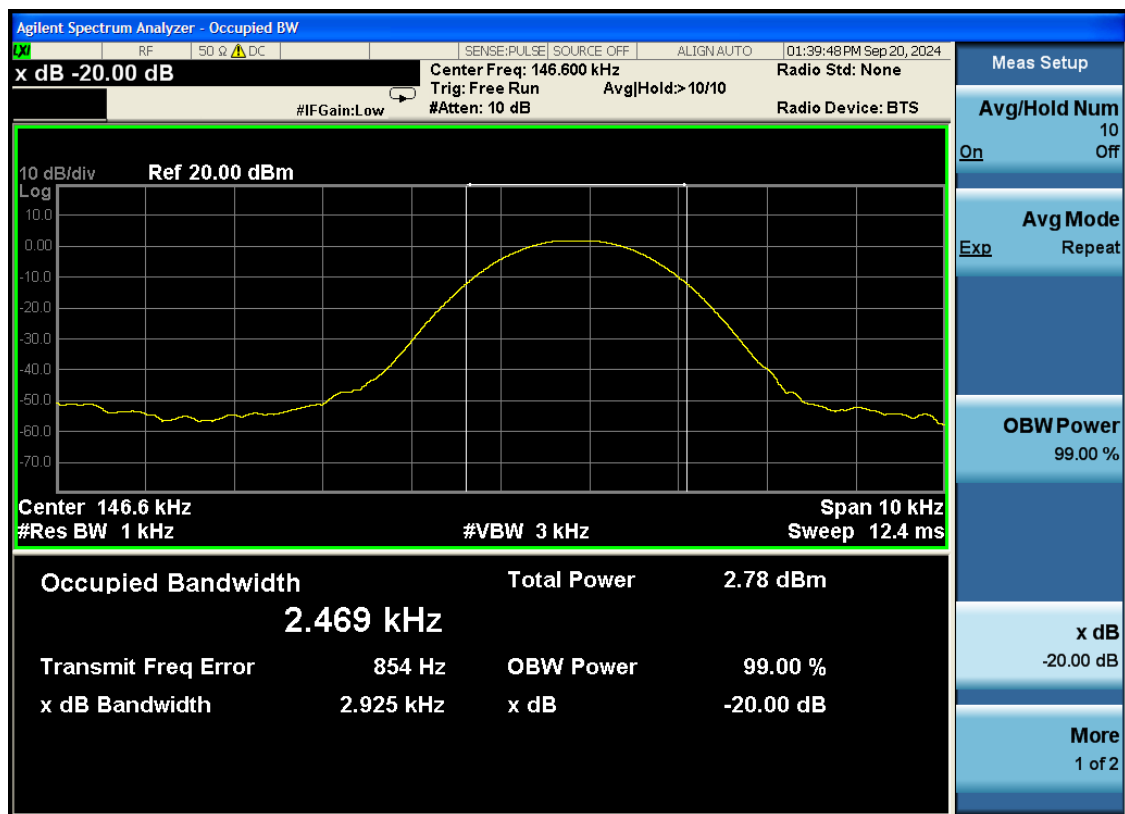 Agilent Spectrum Analyzer - Occupied BW
LXI RF 50 Ω DC SENSE:PULSE SOURCE OFF ALIGN AUTO 01:39:48 PM Sep 20, 2024
x dB -20.00 dB
Center Freq: 146.600 kHz Radio Std: None
Trig: Free Run Avg|Hold:>10/10
#IFGain:Low #Atten: 10 dB Radio Device: BTS
10 dB/div Ref 20.00 dBm
Log
10.0
0.00
-10.0
-20.0
-30.0
-40.0
-50.0
-60.0
-70.0
Center 146.6 kHz Span 10 kHz
#Res BW 1 kHz #VBW 3 kHz Sweep 12.4 ms
Occupied Bandwidth Total Power 2.78 dBm
2.469 kHz
Transmit Freq Error 854 Hz OBW Power 99.00 %
x dB Bandwidth 2.925 kHz x dB -20.00 dB
Meas Setup
Avg/Hold Num
10
On Off
Avg Mode
Exp Repeat
OBW Power
99.00 %
x dB
-20.00 dB
More
1 of 2